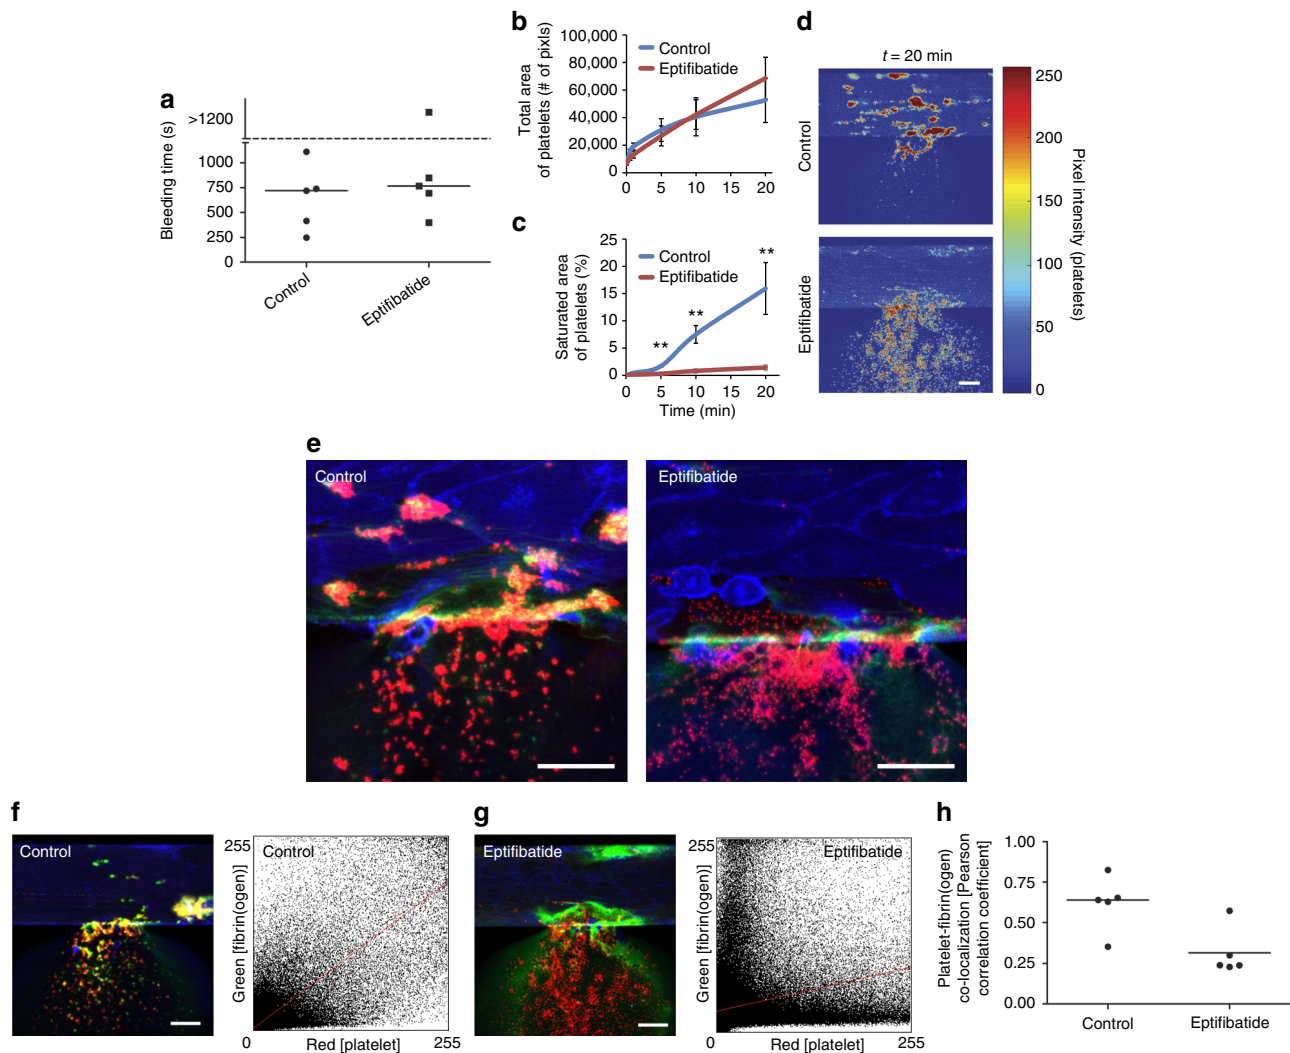 a
Bleeding time (s)
>1200
1000
750
500
250
0
Control
Eptifibatide
b
Total area
of platelets (# of pixls)
100,000
80,000
60,000
40,000
20,000
0
Control
Eptifibatide
0 5 10 15 20
c
Saturated area
of platelets (%)
25
20
15
10
5
0
Control
Eptifibatide
**
**
**
0 5 10 15 20
Time (min)
d
t = 20 min
Control
Eptifibatide
250
200
150
100
50
0
Pixel intensity (platelets)
e
Control
Eptifibatide
f
Control
Green [fibrin(ogen)]
255
Control
0
Red [platelet]
255
g
Eptifibatide
Green [fibrin(ogen)]
255
Eptifibatide
0
Red [platelet]
255
h
Platelet-fibrin(ogen)
co-localization [Pearson
correlation coefficient]
1.00
0.75
0.50
0.25
0.00
Control
Eptifibatide